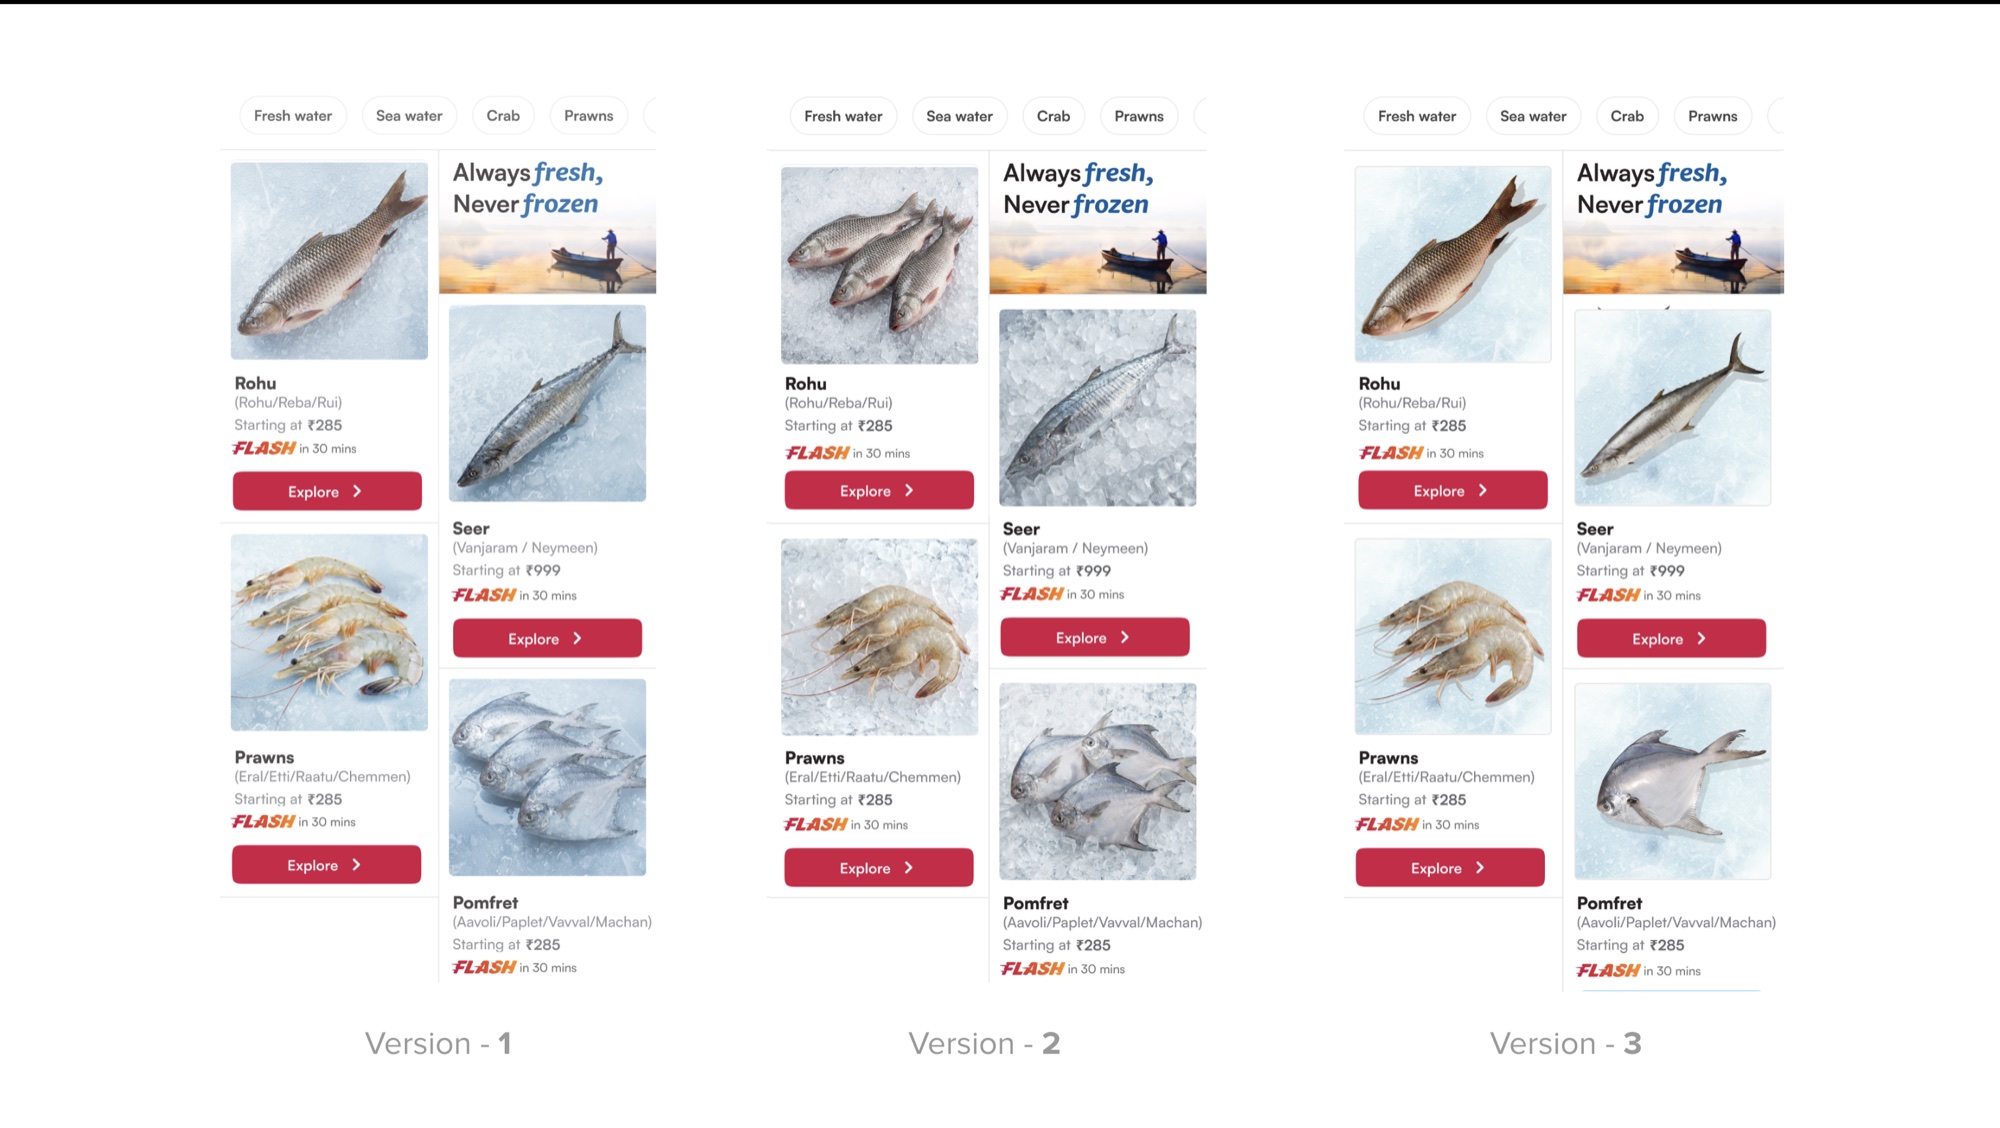 Fresh water
Sea water
Crab
Prawns
Always fresh,
Never frozen
Rohu
(Rohu/Reba/Rui)
Starting at ₹285
FLASH in 30 mins
Explore
Seer
(Vanjaram / Neymeen)
Starting at ₹999
FLASH in 30 mins
Explore
Prawns
(Eral/Etti/Raatu/Chemmen)
Starting at ₹285
FLASH in 30 mins
Explore
Pomfret
(Aavoli/Paplet/Vavval/Machan)
Starting at ₹285
FLASH in 30 mins
Version - 1
Fresh water
Sea water
Crab
Prawns
Always fresh,
Never frozen
Rohu
(Rohu/Reba/Rui)
Starting at ₹285
FLASH in 30 mins
Explore
Seer
(Vanjaram / Neymeen)
Starting at ₹999
FLASH in 30 mins
Explore
Prawns
(Eral/Etti/Raatu/Chemmen)
Starting at ₹285
FLASH in 30 mins
Explore
Pomfret
(Aavoli/Paplet/Vavval/Machan)
Starting at ₹285
FLASH in 30 mins
Version - 2
Fresh water
Sea water
Crab
Prawns
Always fresh,
Never frozen
Rohu
(Rohu/Reba/Rui)
Starting at ₹285
FLASH in 30 mins
Explore
Seer
(Vanjaram / Neymeen)
Starting at ₹999
FLASH in 30 mins
Explore
Prawns
(Eral/Etti/Raatu/Chemmen)
Starting at ₹285
FLASH in 30 mins
Explore
Pomfret
(Aavoli/Paplet/Vavval/Machan)
Starting at ₹285
FLASH in 30 mins
Version - 3